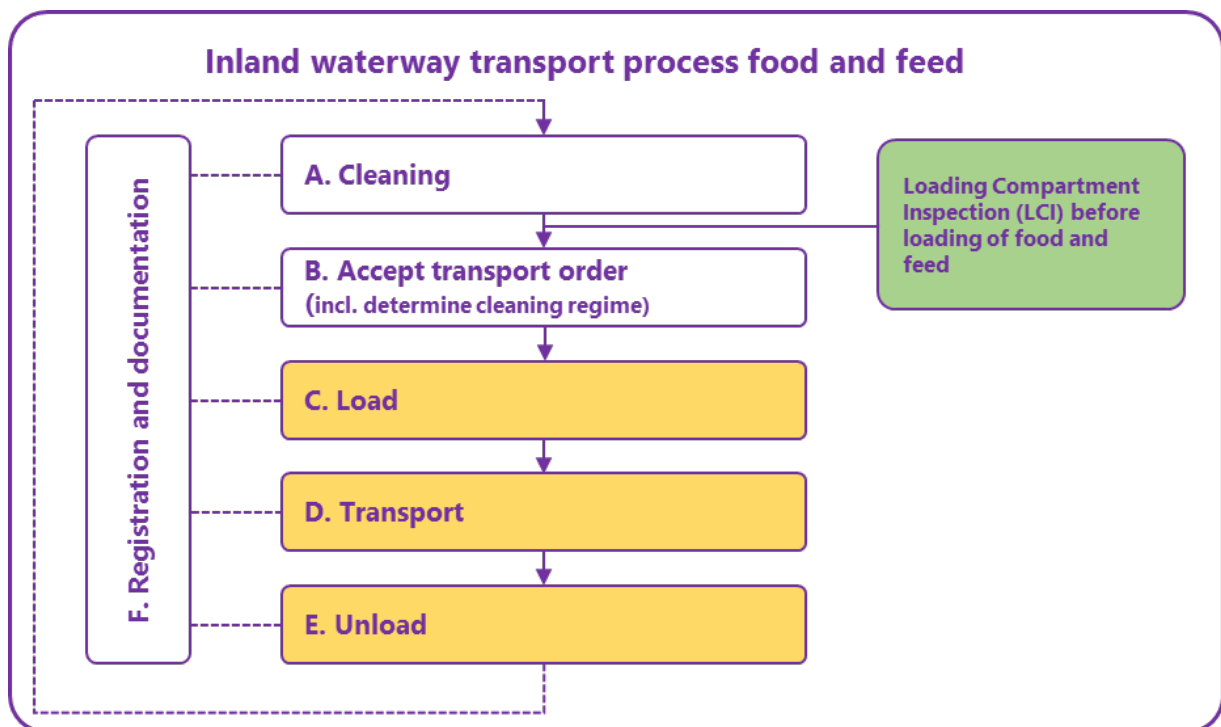 Inland waterway transport process food and feed
A. Cleaning
Loading Compartment
Inspection (LCI) before
loading of food and
feed
B. Accept transport order
(incl. determine cleaning regime)
C. Load
D. Transport
E. Unload
F. Registration and documentation